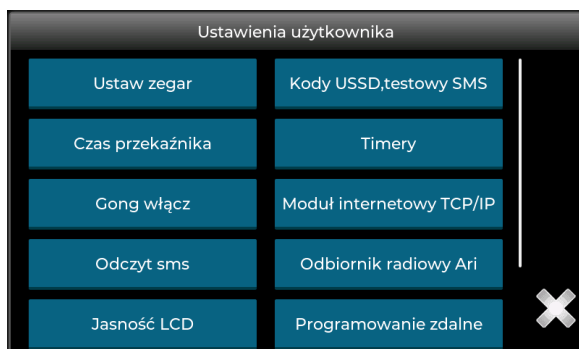 Ustawienia użytkownika
Ustaw zegar
Kody USSD,testowy SMS
Czas przekaźnika
Timery
Gong włącz
Moduł internetowy TCP/IP
Odczyt sms
Odbiornik radiowy Ari
Jasność LCD
Programowanie zdalne